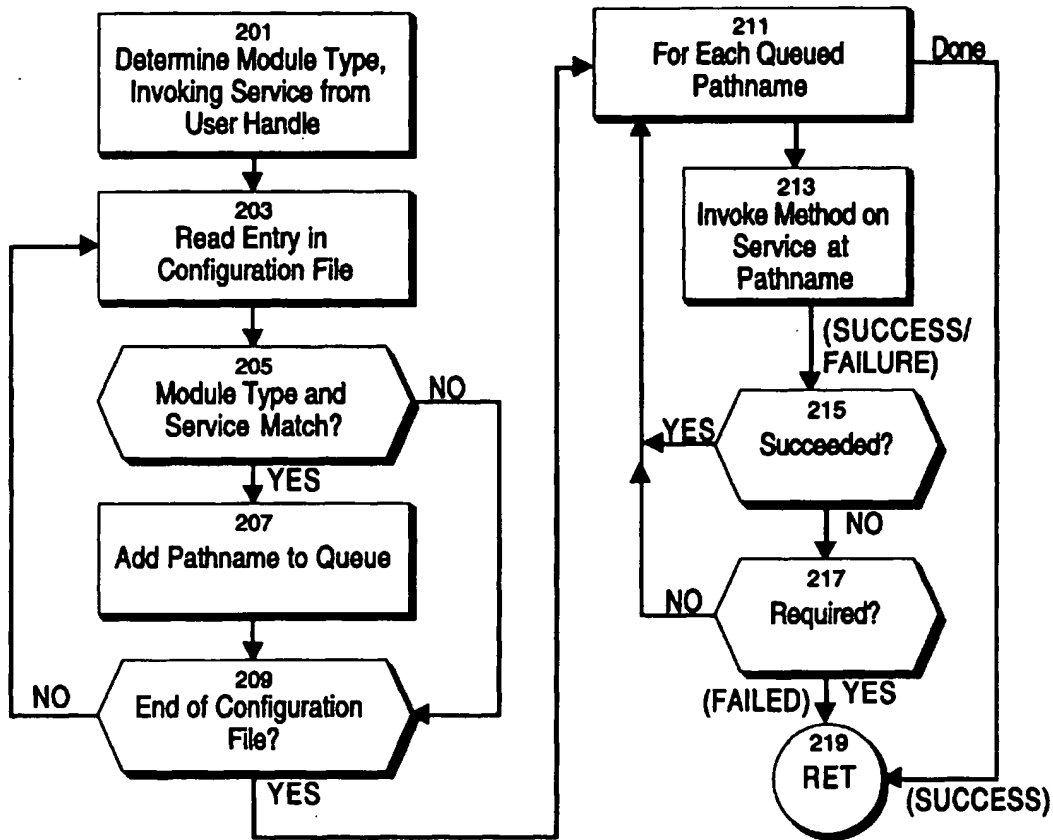 201
Determine Module Type,
Invoking Service from
User Handle
203
Read Entry in
Configuration File
205
Module Type and
Service Match?
NO
YES
207
Add Pathname to Queue
209
End of Configuration
File?
NO
YES
211
For Each Queued
Pathname
Done
213
Invoke Method on
Service at
Pathname
(SUCCESS/
FAILURE)
215
Succeeded?
YES
NO
217
Required?
NO
(FAILED)
YES
219
RET
(SUCCESS)